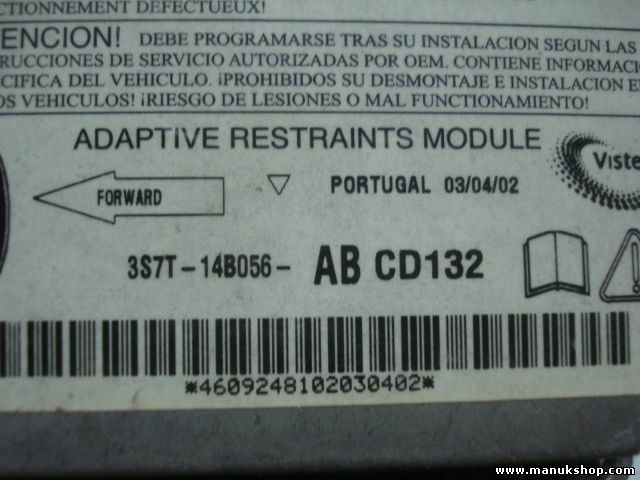 CTIONNEMENT DEFECTUEUX!
ENCION! DEBE PROGRAMARSE TRAS SU INSTALACION SEGUN LAS
RUCCIONES DE SERVICIO AUTORIZADAS POR OEM. CONTIENE INFORMACIO
CIFICA DEL VEHICULO. ¡PROHIBIDOS SU DESMONTAJE E INSTALACION E
OS VEHICULOS! ¡RIESGO DE LESIONES O MAL FUNCIONAMIENTO!
ADAPTIVE RESTRAINTS MODULE
Viste
FORWARD
PORTUGAL 03/04/02
3S7T-14B056- AB CD132
*4609248102030402*
www.manukshop.com